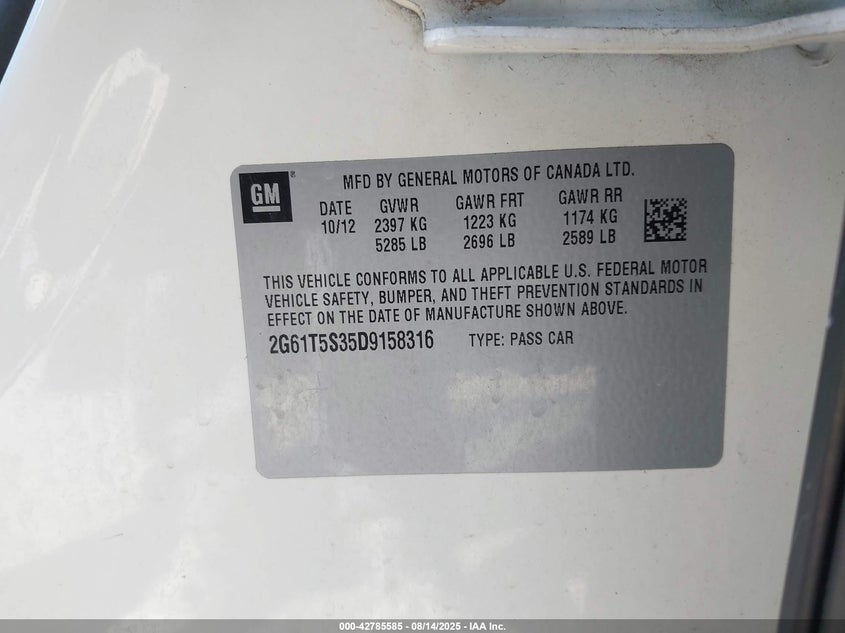 GM
MFD BY GENERAL MOTORS OF CANADA LTD.
DATE GVWR GAWR FRT GAWR RR
10/12 2397 KG 1223 KG 1174 KG
5285 LB 2696 LB 2589 LB
THIS VEHICLE CONFORMS TO ALL APPLICABLE U.S. FEDERAL MOTOR
VEHICLE SAFETY, BUMPER, AND THEFT PREVENTION STANDARDS IN
EFFECT ON THE DATE OF MANUFACTURE SHOWN ABOVE.
2G61T5S35D9158316 TYPE: PASS CAR
000-42785585 - 08/14/2025 - IAA Inc.